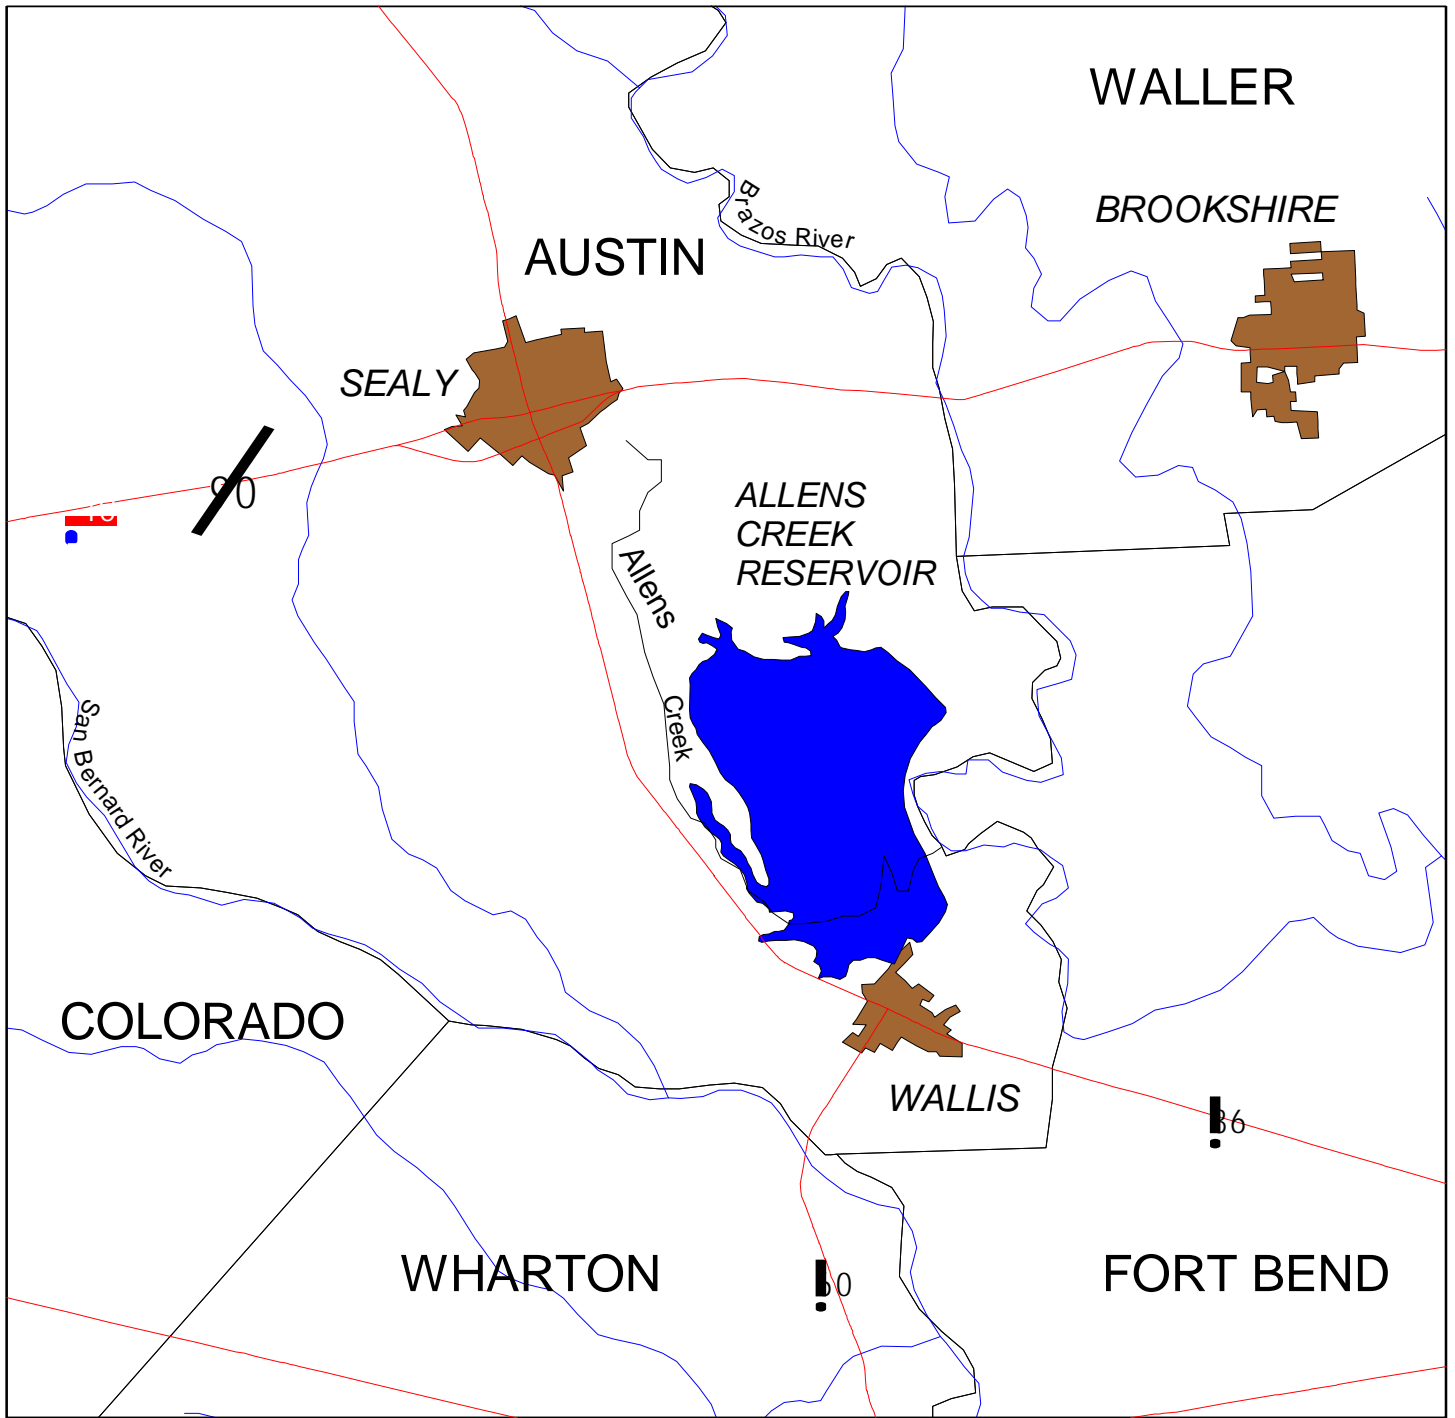 WALLER
BROOKSHIRE
Brazos River
AUSTIN
SEALY
90
ALLENS
CREEK
RESERVOIR
Allens
Creek
San Bernard River
COLORADO
WALLIS
WHARTON
FORT BEND